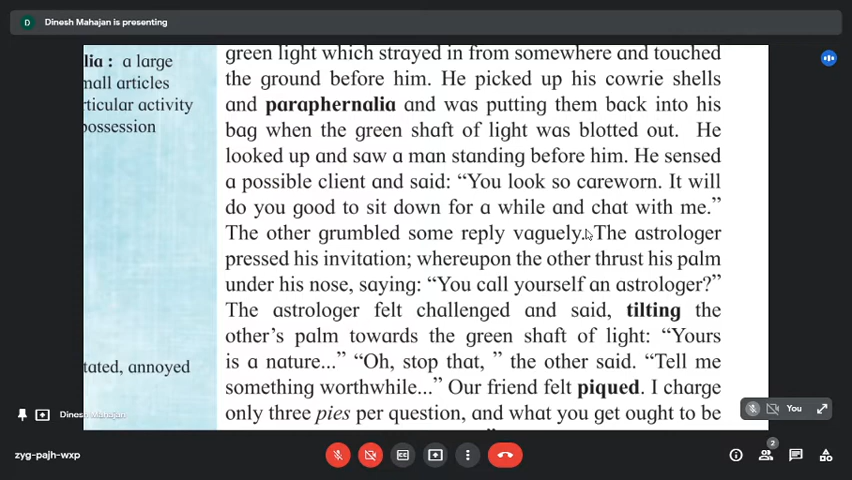 Dinesh Mahajan is presenting
lia : a large
mall articles
rticular activity
possession
tated, annoyed
green light which strayed in from somewhere and touched
the ground before him. He picked up his cowrie shells
and paraphernalia and was putting them back into his
bag when the green shaft of light was blotted out. He
looked up and saw a man standing before him. He sensed
a possible client and said: “You look so careworn. It will
do you good to sit down for a while and chat with me.”
The other grumbled some reply vaguely. The astrologer
pressed his invitation; whereupon the other thrust his palm
under his nose, saying: “You call yourself an astrologer?”
The astrologer felt challenged and said, tilting the
other’s palm towards the green shaft of light: “Yours
is a nature...” “Oh, stop that, ” the other said. “Tell me
something worthwhile...” Our friend felt piqued. I charge
only three pies per question, and what you get ought to be
Dinesh Mahajan
You
zyg-pajh-wxp
2